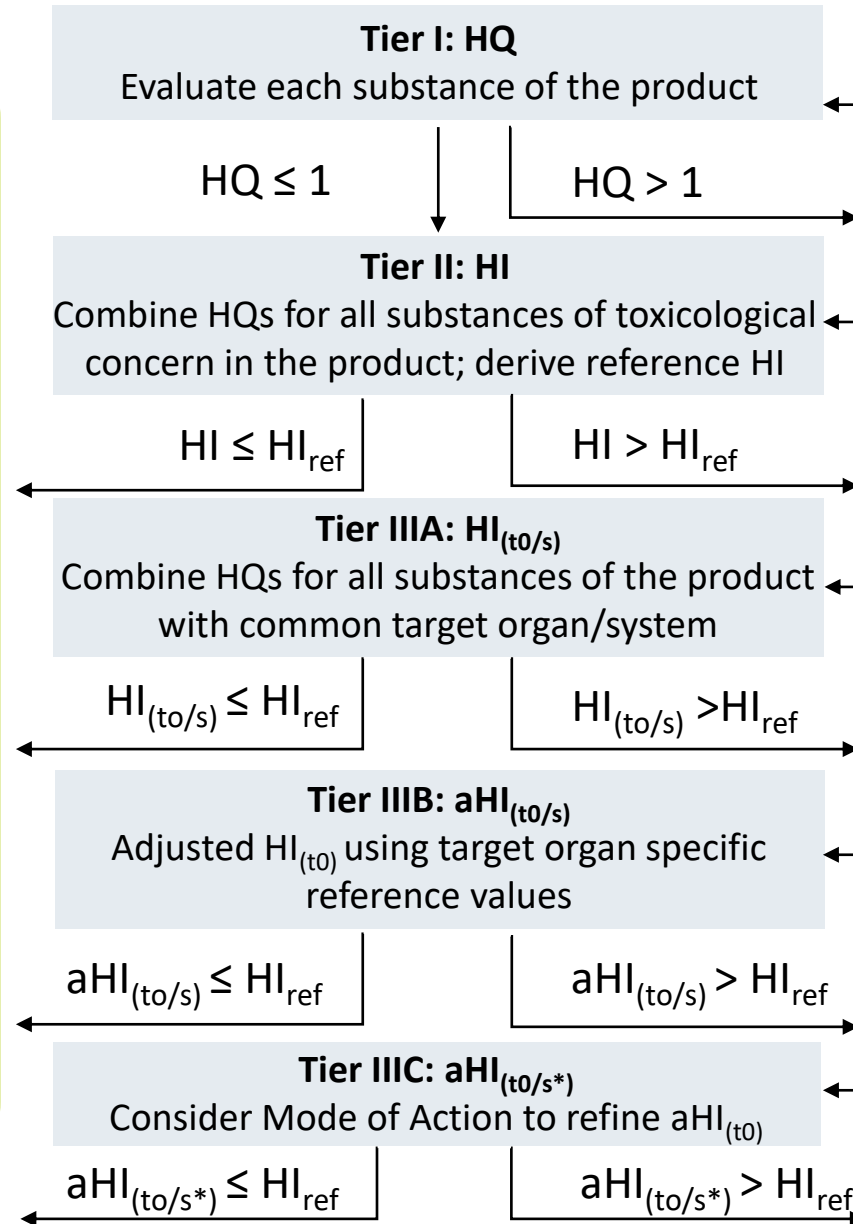 Tier I: HQ
Evaluate each substance of the product
HQ ≤ 1
HQ > 1
Tier II: HI
Combine HQs for all substances of toxicological
concern in the product; derive reference HI
HI ≤ HIref
HI > HIref
Tier IIIA: HI(t0/s)
Combine HQs for all substances of the product
with common target organ/system
HI(to/s) ≤ HIref
HI(to/s) >HIref
Tier IIIB: aHI(t0/s)
Adjusted HI(t0) using target organ specific
reference values
aHI(to/s) ≤ HIref
aHI(to/s) > HIref
Tier IIIC: aHI(t0/s*)
Consider Mode of Action to refine aHI(t0)
aHI(to/s*) ≤ HIref
aHI(to/s*) > HIref